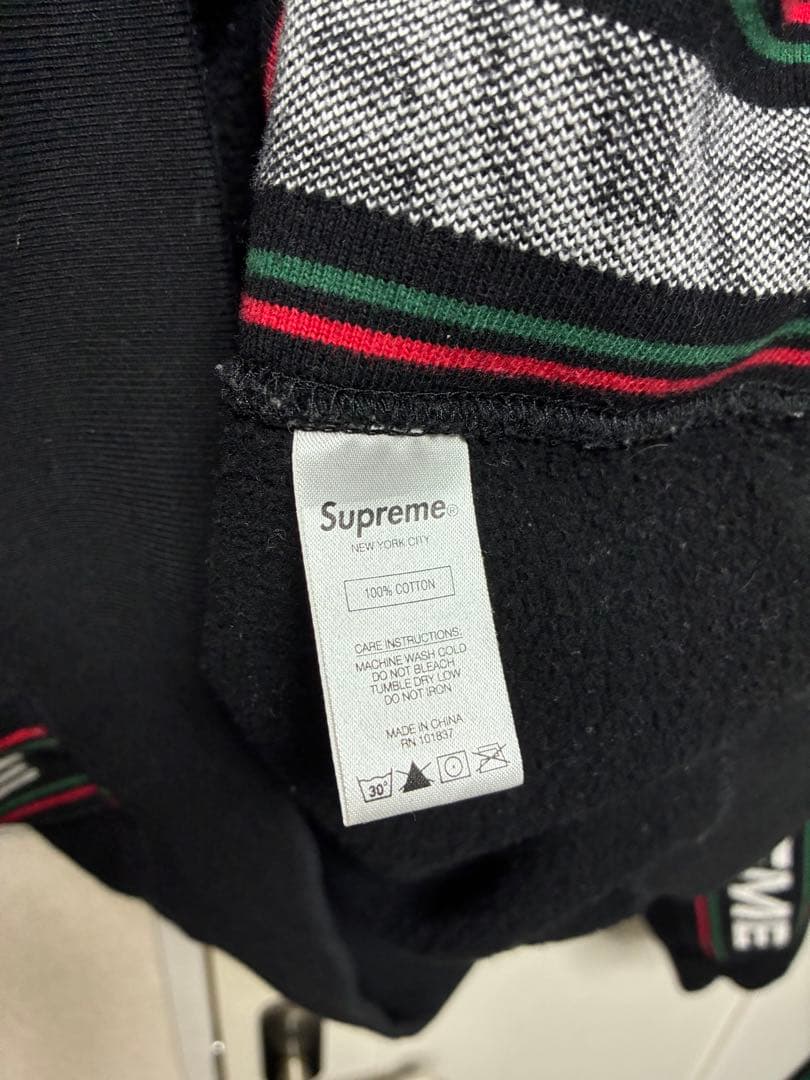 Supreme®
NEW YORK CITY
100% COTTON
CARE INSTRUCTIONS:
MACHINE WASH COLD
DO NOT BLEACH
TUMBLE DRY LOW
DO NOT IRON
MADE IN CHINA
RN 101837
30°
EME